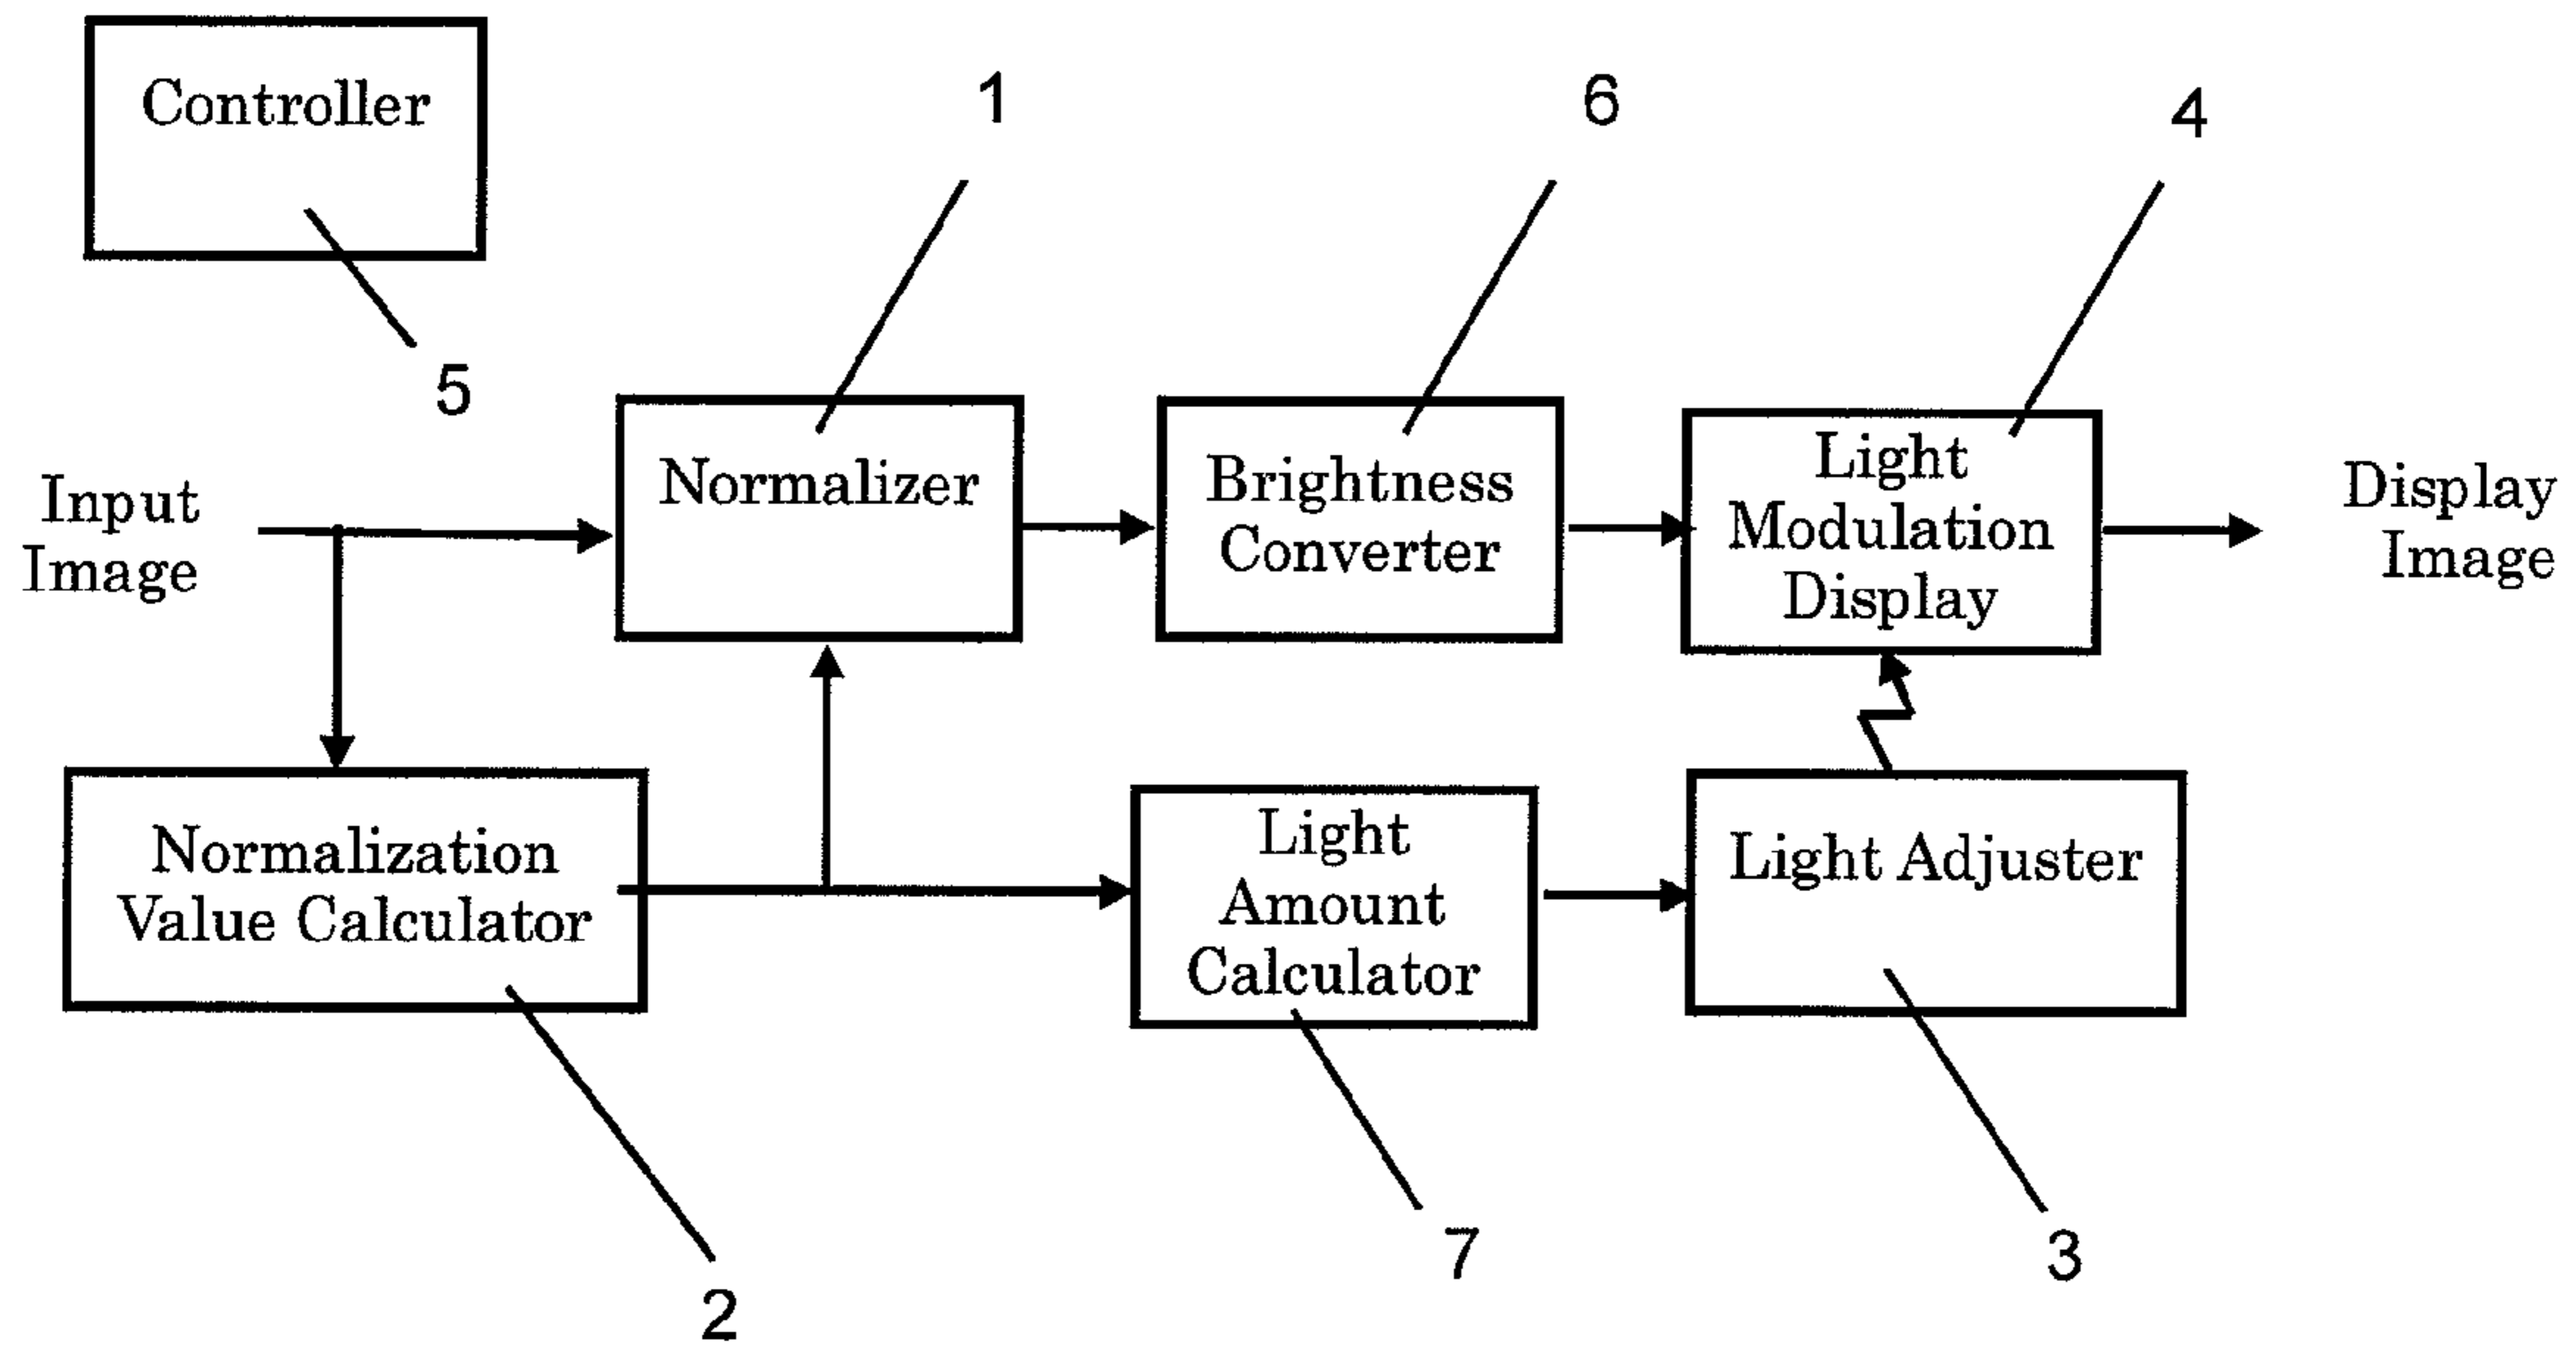 Controller
1
6
4
5
Input
Image
Normalizer
Brightness
Converter
Light
Modulation
Display
Display
Image
Normalization
Value Calculator
Light
Amount
Calculator
Light Adjuster
2
7
3